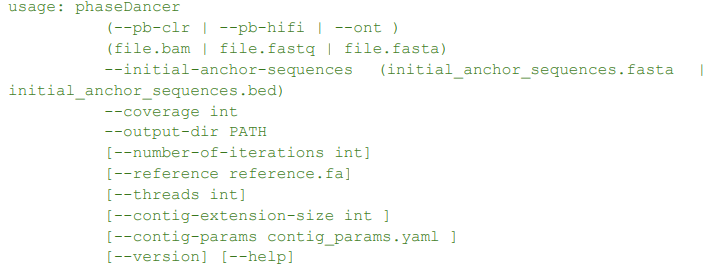 usage: phaseDancer
(--pb-clr | --pb-hifi | --ont )
(file.bam | file.fastq | file.fasta)
--initial-anchor-sequences (initial_anchor_sequences.fasta |
initial_anchor_sequences.bed)
--coverage int
--output-dir PATH
[--number-of-iterations int]
[--reference reference.fa]
[--threads int]
[--contig-extension-size int ]
[--contig-params contig_params.yaml ]
[--version] [--help]